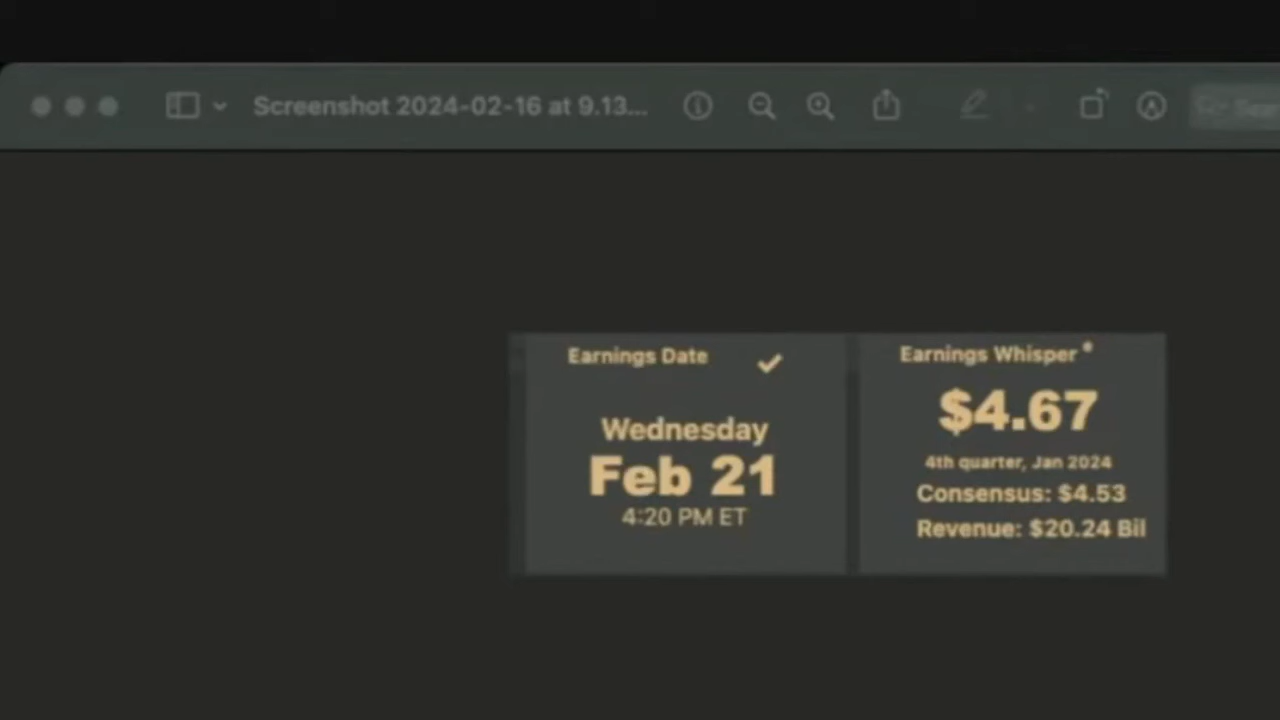 Screenshot 2024-02-16 at 9.13...
Earnings Date
Wednesday
Feb 21
4:20 PM ET
Earnings Whisper
$4.67
4th quarter, Jan 2024
Consensus: $4.53
Revenue: $20.24 Bil